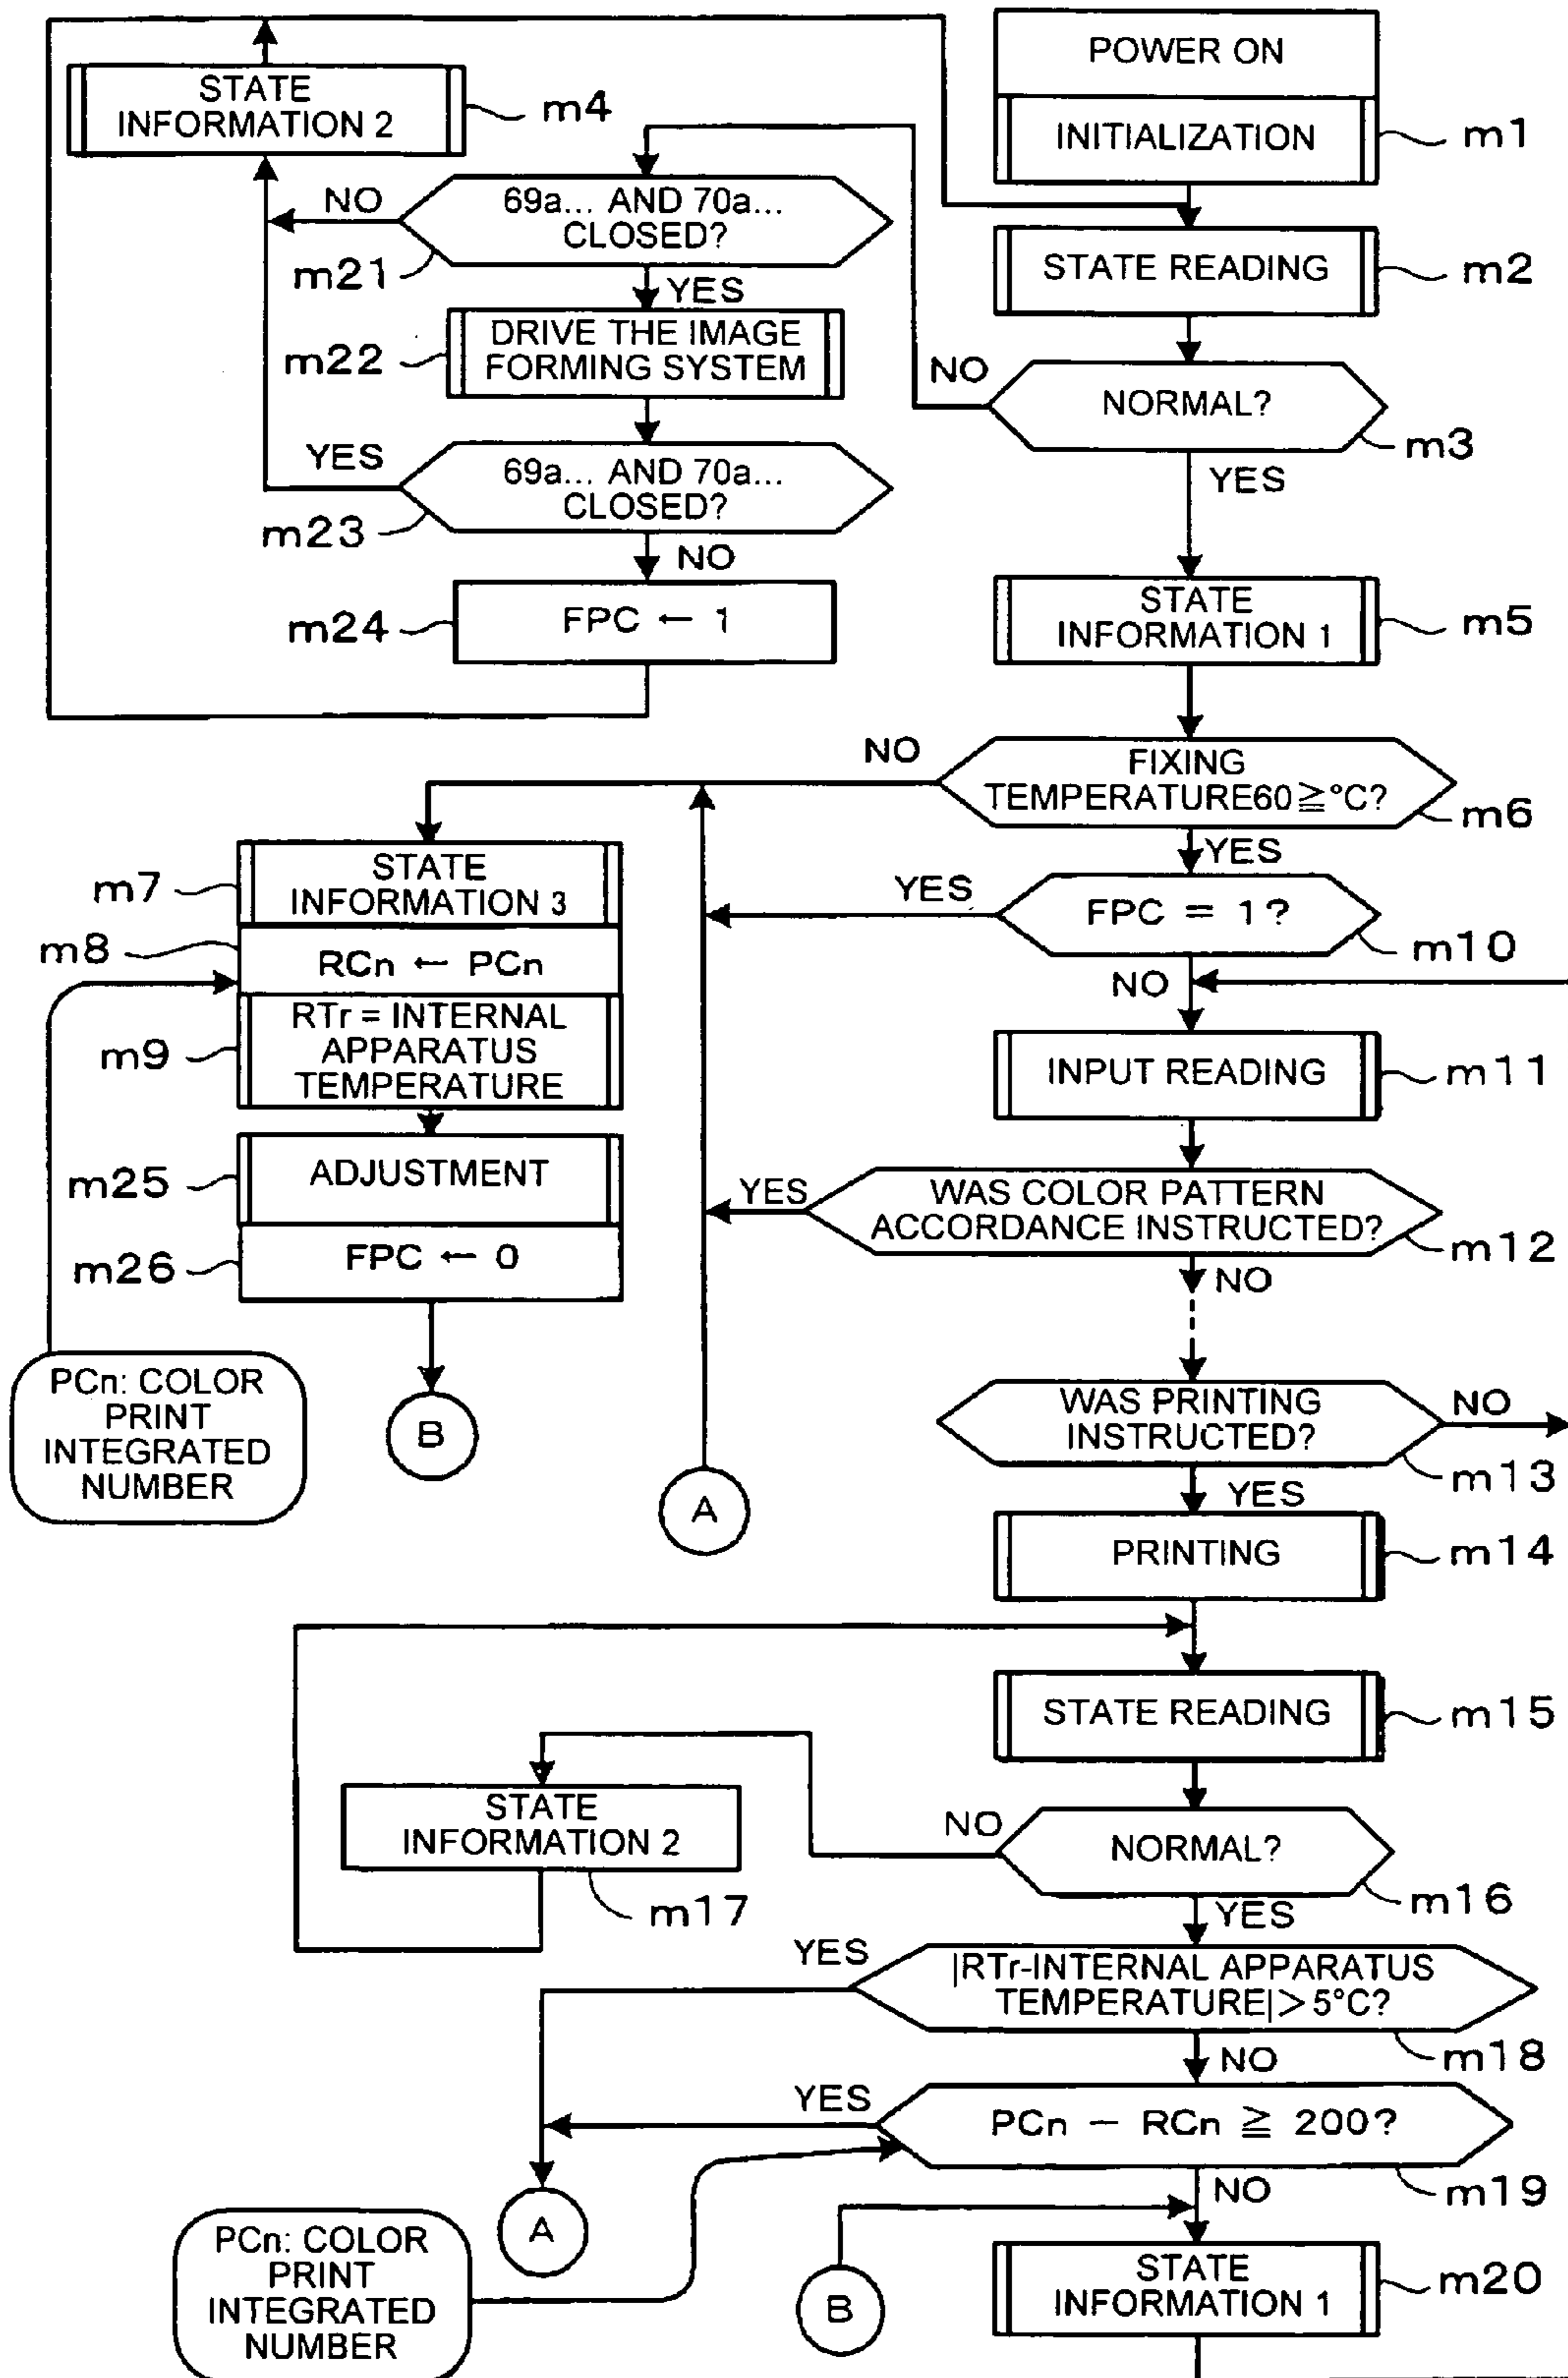 POWER ON
INITIALIZATION
m1
STATE
INFORMATION 2
m4
69a... AND 70a...
CLOSED?
NO
m21
YES
STATE READING
m2
DRIVE THE IMAGE
FORMING SYSTEM
m22
NO
NORMAL?
m3
YES
YES
69a... AND 70a...
CLOSED?
m23
NO
FPC ← 1
m24
STATE
INFORMATION 1
m5
NO
FIXING
TEMPERATURE60≧°C?
m6
YES
STATE
INFORMATION 3
m7
YES
FPC = 1?
m10
NO
RCn ← PCn
m8
RTr = INTERNAL
APPARATUS
TEMPERATURE
m9
INPUT READING
m11
ADJUSTMENT
m25
YES
WAS COLOR PATTERN
ACCORDANCE INSTRUCTED?
m12
NO
FPC ← 0
m26
PCn: COLOR
PRINT
INTEGRATED
NUMBER
B
A
WAS PRINTING
INSTRUCTED?
NO
m13
YES
PRINTING
m14
STATE READING
m15
STATE
INFORMATION 2
m17
NO
NORMAL?
m16
YES
YES
|RTr-INTERNAL APPARATUS
TEMPERATURE|>5°C?
m18
NO
YES
PCn − RCn ≧ 200?
m19
NO
A
PCn: COLOR
PRINT
INTEGRATED
NUMBER
B
STATE
INFORMATION 1
m20